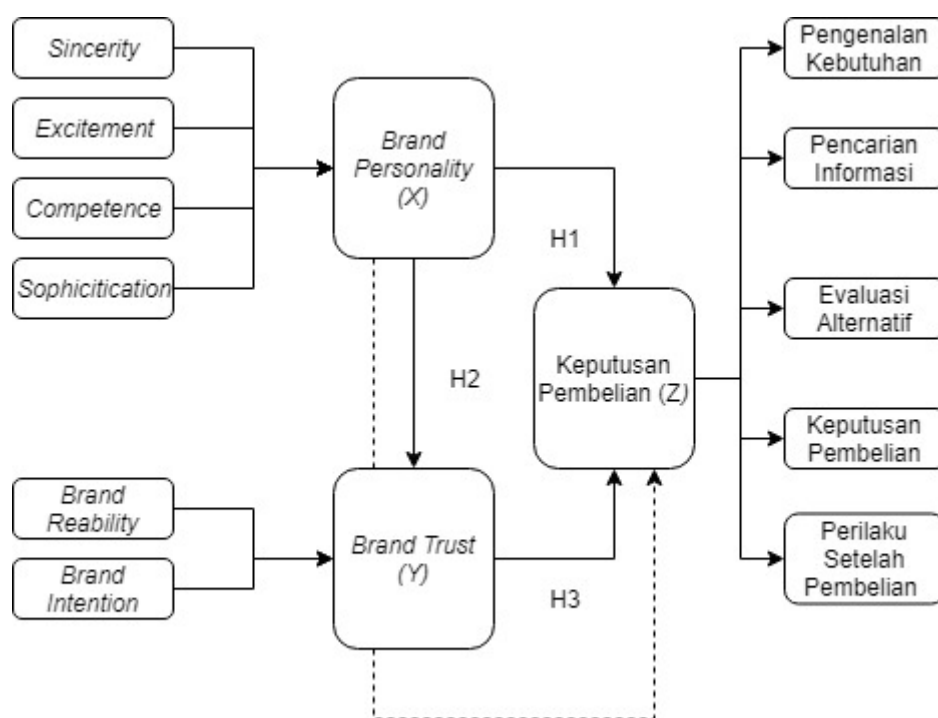 Sincerity
Excitement
Competence
Sophicitication
Brand
Personality
(X)
H1
H2
Brand
Reability
Brand
Intention
Brand Trust
(Y)
H3
Keputusan
Pembelian (Z)
Pengenalan
Kebutuhan
Pencarian
Informasi
Evaluasi
Alternatif
Keputusan
Pembelian
Perilaku
Setelah
Pembelian